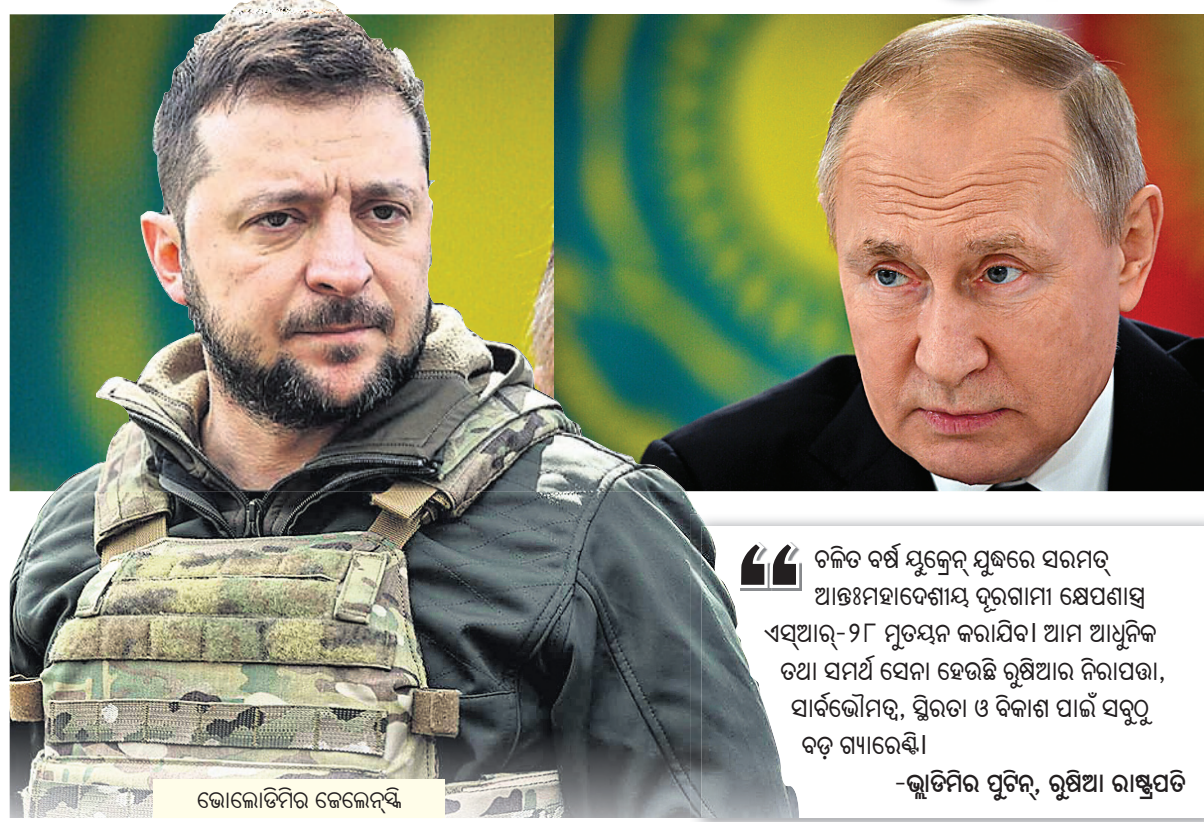 ଚଳିତ ବର୍ଷ ୟୁକ୍ରେନ୍ ଯୁଦ୍ଧରେ ସରମତ୍
ଆନ୍ତଃମହାଦେଶୀୟ ଦୂରଗାମୀ କ୍ଷେପଣାସ୍ତ୍ର
ଏସ୍ଆର୍-୨୮ ମୁତୟନ କରାଯିବ। ଆମ ଆଧୁନିକ
ତଥା ସମର୍ଥ ସେନା ହେଉଛି ରୁଷିଆର ନିରାପତ୍ତା,
ସାର୍ବଭୌମତ୍ୱ, ସ୍ଥିରତା ଓ ବିକାଶ ପାଇଁ ସବୁଠୁ
ବଡ଼ ଗ୍ୟାରେଣ୍ଟି।
-ଭ୍ଲାଡିମିର ପୁଟିନ୍, ରୁଷିଆ ରାଷ୍ଟ୍ରପତି
ଭୋଲୋଡିମିର ଜେଲେନ୍‌ସ୍କି